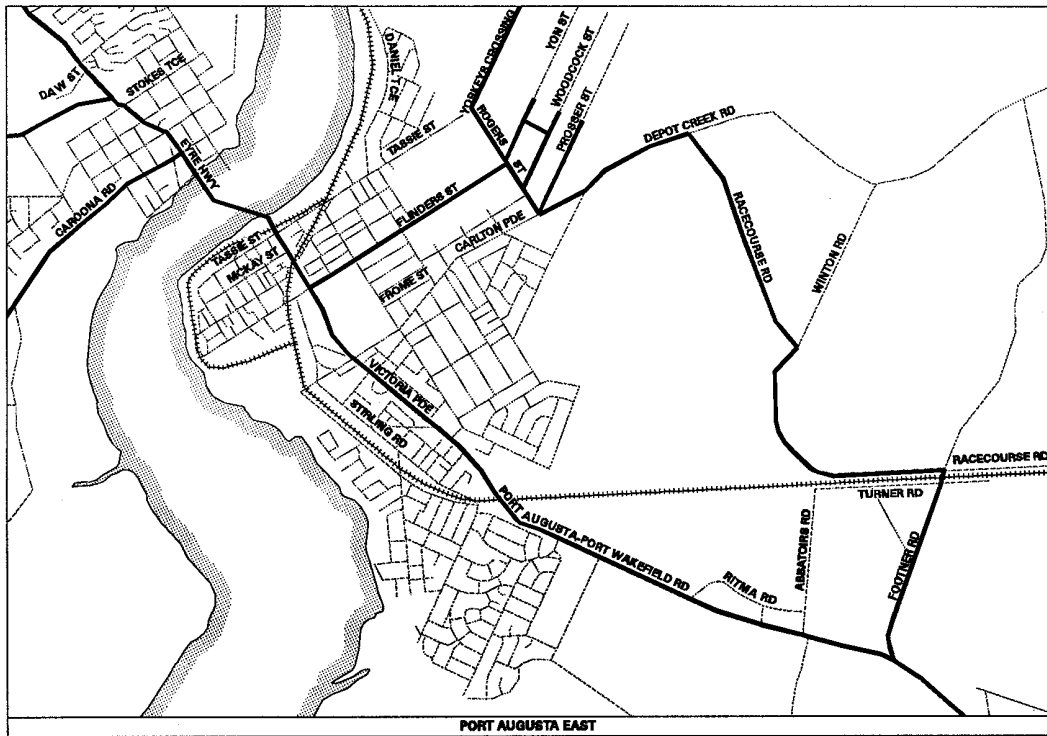 DAW ST
STOKES TCE
DANIEL TCE
YORKEYS CROSSING
YON ST
WOODCOCK ST
PROSSER ST
ROGERS ST
DEPOT CREEK RD
TASSIE ST
EYRE HWY
CAROONA RD
FLINDERS ST
CARLTON PDE
RACECOURSE RD
WINTON RD
TASSIE ST
MCKAY ST
FROME ST
VICTORIA PDE
STIRLING RD
RACECOURSE RD
TURNER RD
PORT AUGUSTA-PORT WAKEFIELD RD
ABBATOIRS RD
FOOTNER RD
RITMA RD
PORT AUGUSTA EAST